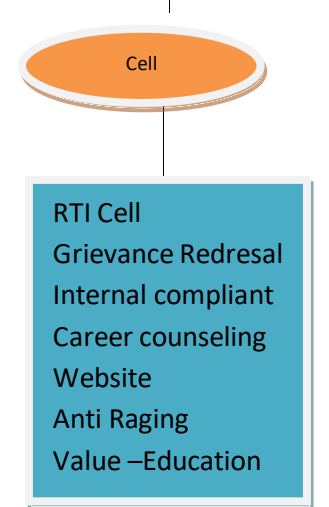 Cell
RTI Cell
Grievance Redresal
Internal compliant
Career counseling
Website
Anti Raging
Value –Education